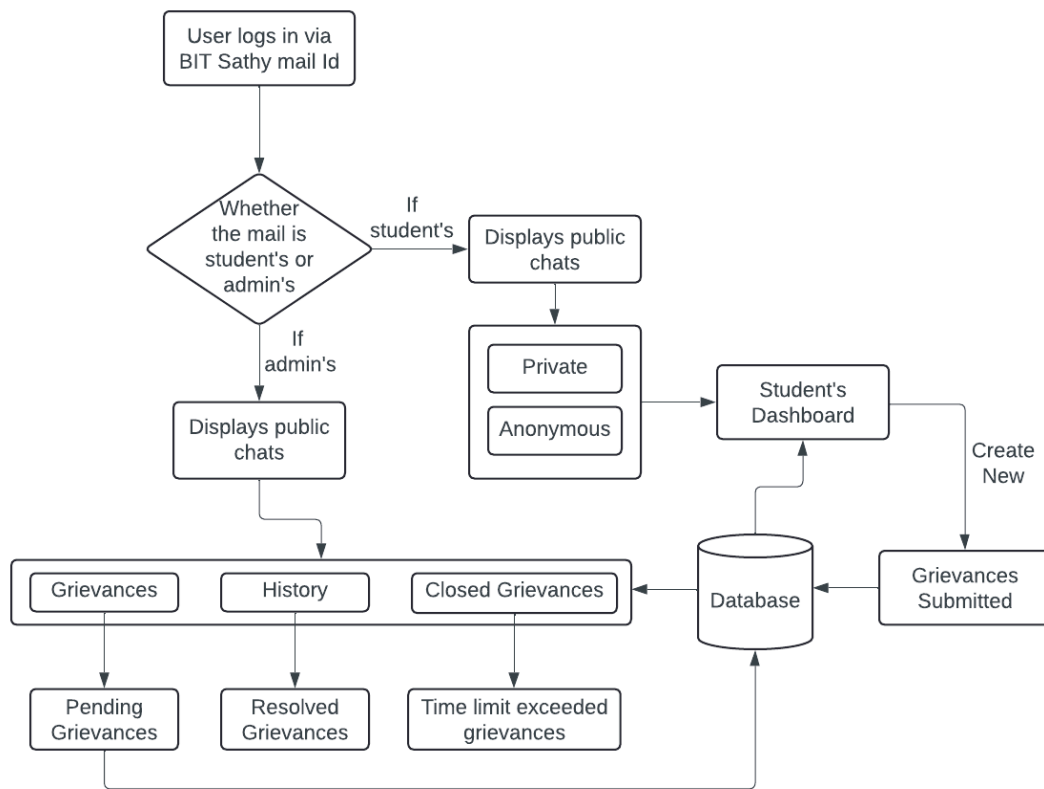 User logs in via
BIT Sathy mail Id
Whether
the mail is
student's or
admin's
If
student's
Displays public
chats
If
admin's
Private
Anonymous
Student's
Dashboard
Displays public
chats
Create
New
Grievances
History
Closed Grievances
Database
Grievances
Submitted
Pending
Grievances
Resolved
Grievances
Time limit exceeded
grievances